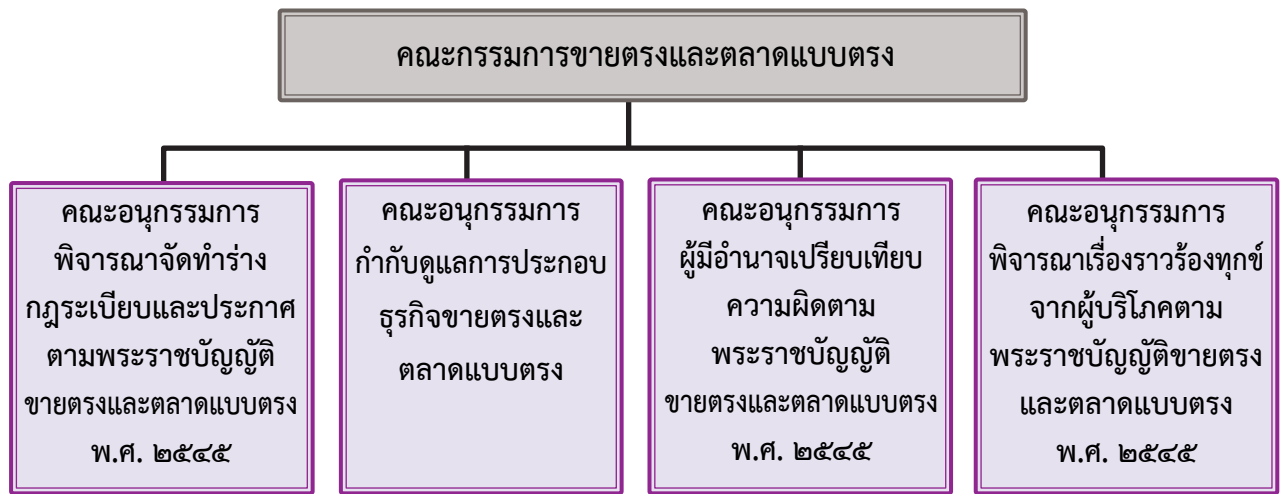 คณะกรรมการขายตรงและตลาดแบบตรง
คณะอนุกรรมการ
พิจารณาจัดทำร่าง
กฎระเบียบและประกาศ
ตามพระราชบัญญัติ
ขายตรงและตลาดแบบตรง
พ.ศ. ๒๕๔๕
คณะอนุกรรมการ
กำกับดูแลการประกอบ
ธุรกิจขายตรงและ
ตลาดแบบตรง
คณะอนุกรรมการ
ผู้มีอำนาจเปรียบเทียบ
ความผิดตาม
พระราชบัญญัติ
ขายตรงและตลาดแบบตรง
พ.ศ. ๒๕๔๕
คณะอนุกรรมการ
พิจารณาเรื่องราวร้องทุกข์
จากผู้บริโภคตาม
พระราชบัญญัติขายตรง
และตลาดแบบตรง
พ.ศ. ๒๕๔๕